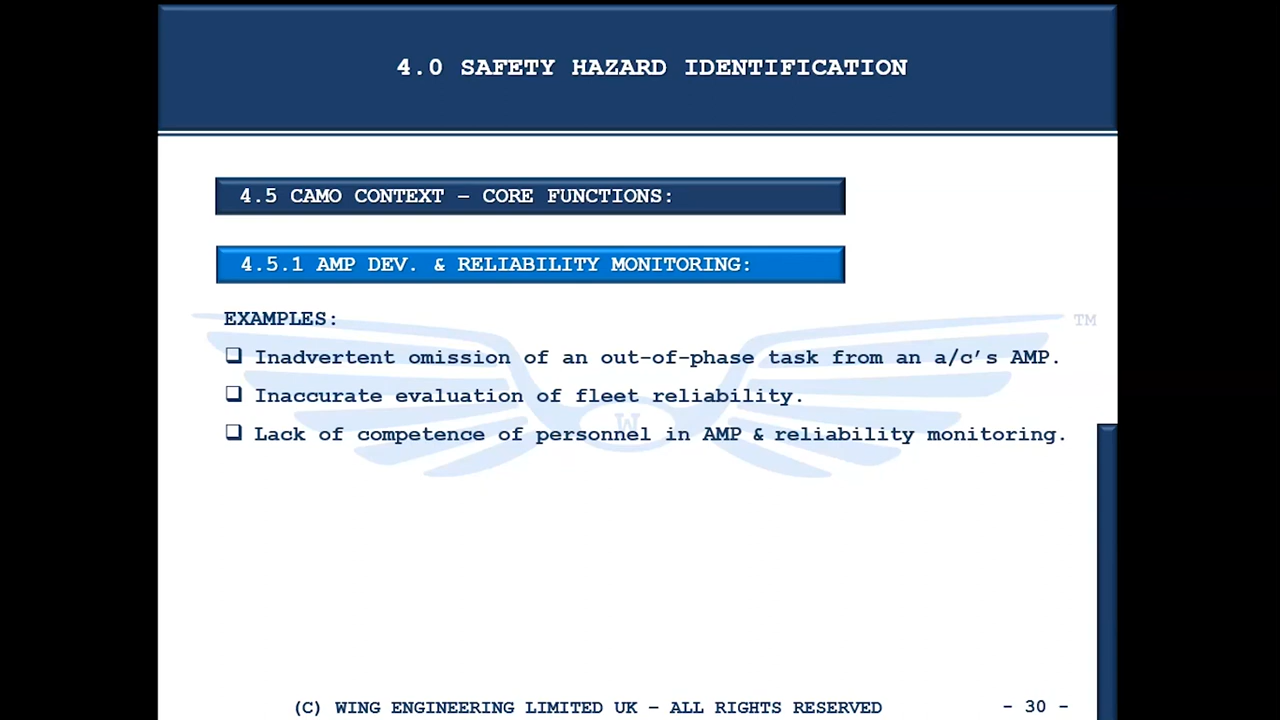 4.0 SAFETY HAZARD IDENTIFICATION
4.5 CAMO CONTEXT – CORE FUNCTIONS:
4.5.1 AMP DEV. & RELIABILITY MONITORING:
EXAMPLES:
TM
❑ Inadvertent omission of an out-of-phase task from an a/c’s AMP.
❑ Inaccurate evaluation of fleet reliability.
W
❑ Lack of competence of personnel in AMP & reliability monitoring.
(C) WING ENGINEERING LIMITED UK – ALL RIGHTS RESERVED
- 30 -